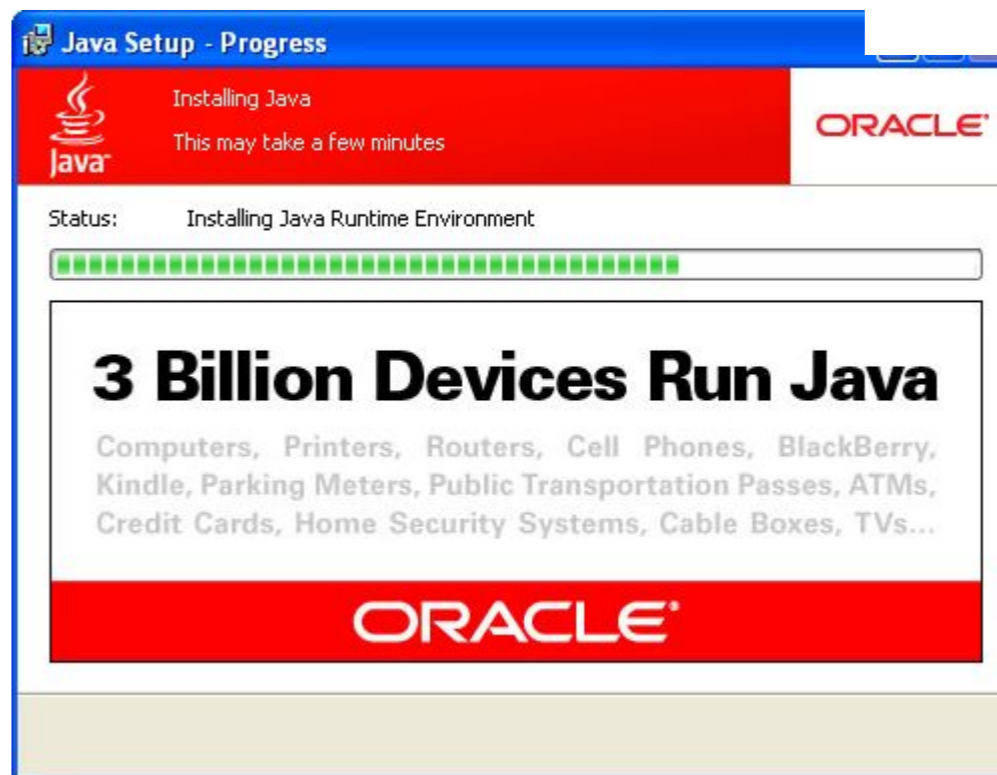 Java Setup - Progress
Java
Installing Java
This may take a few minutes
ORACLE
Status: Installing Java Runtime Environment
3 Billion Devices Run Java
Computers, Printers, Routers, Cell Phones, BlackBerry,
Kindle, Parking Meters, Public Transportation Passes, ATMs,
Credit Cards, Home Security Systems, Cable Boxes, TVs...
ORACLE